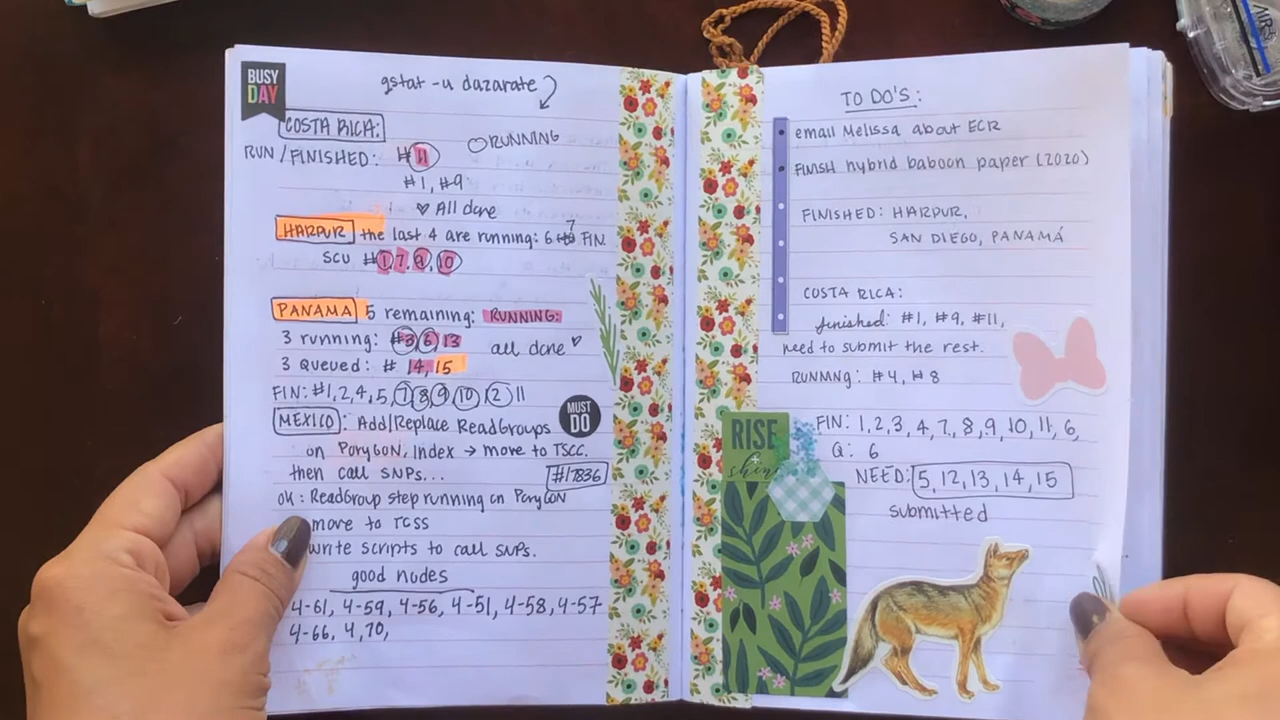 BUSY
DAY
qstat -u dazarate
COSTA RICA:
RUNNING
RUN/FINISHED: #11
#1, #9
♥ All done
HARPUR the last 4 are running: 6 7 FIN.
SCU #1, 7, 9, 10
PANAMA 5 remaining: RUNNING:
3 running: #3, 6, 13 all done ♥
3 Queued: # 14, 15
FIN: #1, 2, 4, 5, 7, 8, 9, 10, 12, 11
MUST
DO
MEXICO: Add/Replace ReadGroups
on PoryGON, Index → move to TSCC.
then call SNPs... #17836
OK: ReadGroup step running on PoryGON
move to TCSS
write scripts to call SNPs.
good nodes
4-61, 4-59, 4-56, 4-51, 4-58, 4-57
4-66, 4,70,
TO DO'S:
email Melissa about ECR
FINISH hybrid baboon paper (2020)
FINISHED: HARPUR,
SAN DIEGO, PANAMÁ
COSTA RICA:
finished: #1, #9, #11,
need to submit the rest.
RUNNNG: #4, #8
FIN: 1, 2, 3, 4, 7, 8, 9, 10, 11, 6,
Q: 6
NEED: 5, 12, 13, 14, 15
submitted
RISE
shine